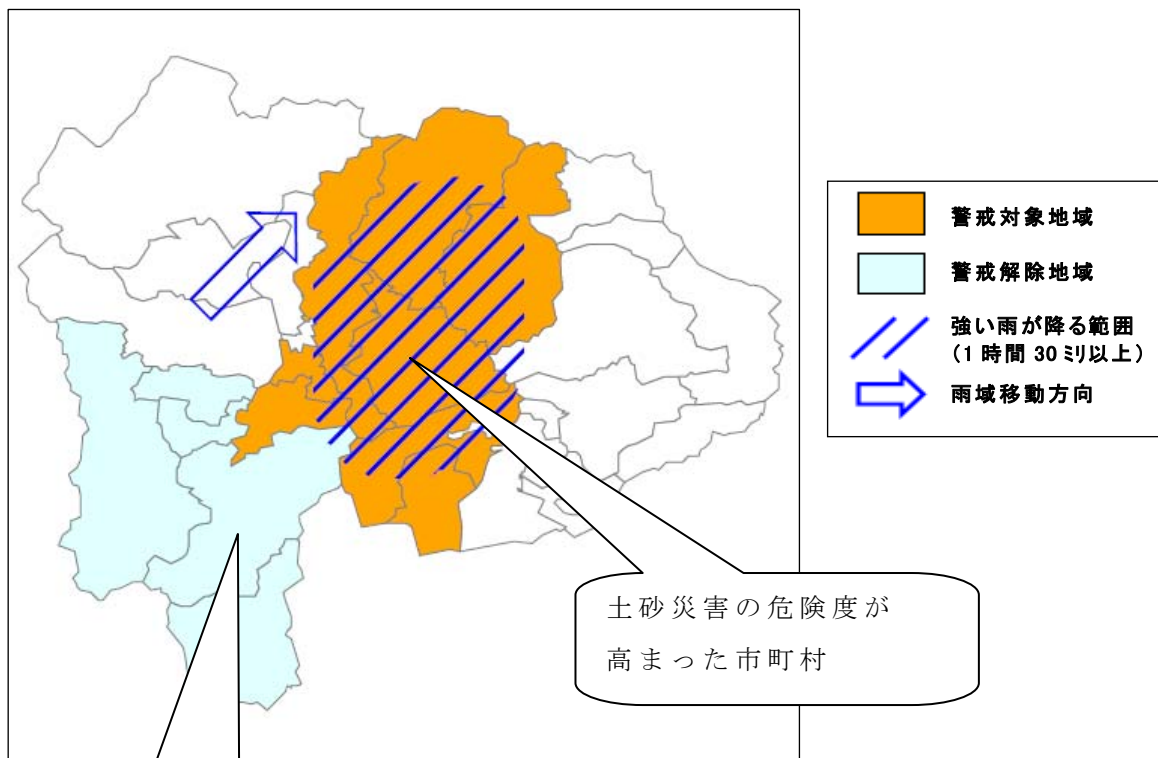 警戒対象地域
警戒解除地域
強い雨が降る範囲
(1時間30ミリ以上)
雨域移動方向
土砂災害の危険度が
高まった市町村